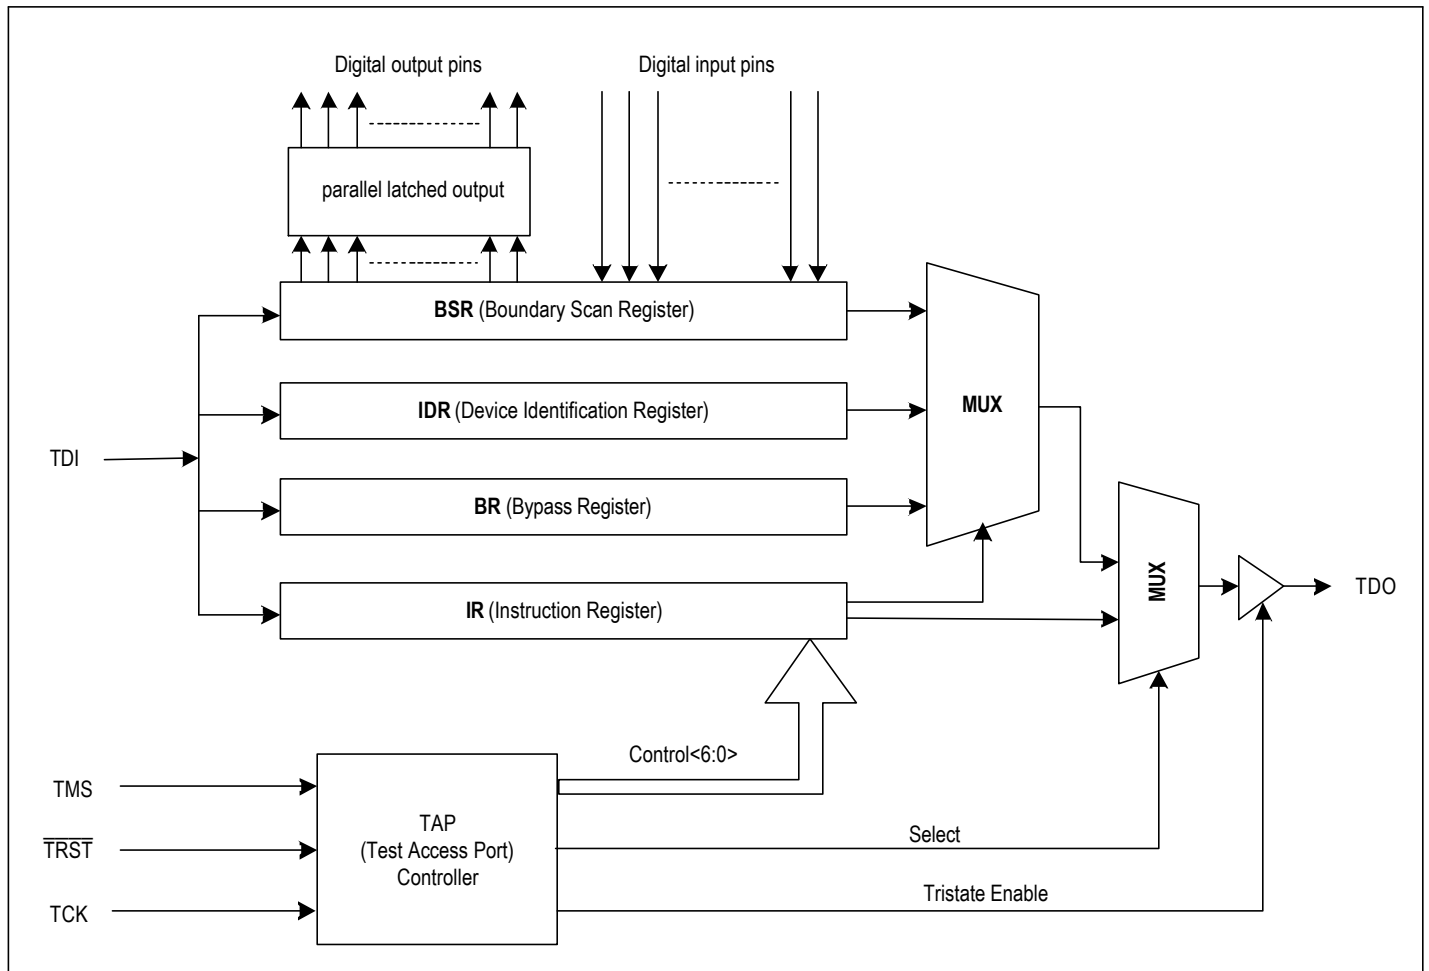 Digital output pins
Digital input pins
parallel latched output
BSR (Boundary Scan Register)
IDR (Device Identification Register)
MUX
TDI
BR (Bypass Register)
MUX
TDO
IR (Instruction Register)
Control<6:0>
TMS
TAP
(Test Access Port)
Controller
TRST
Select
Tristate Enable
TCK